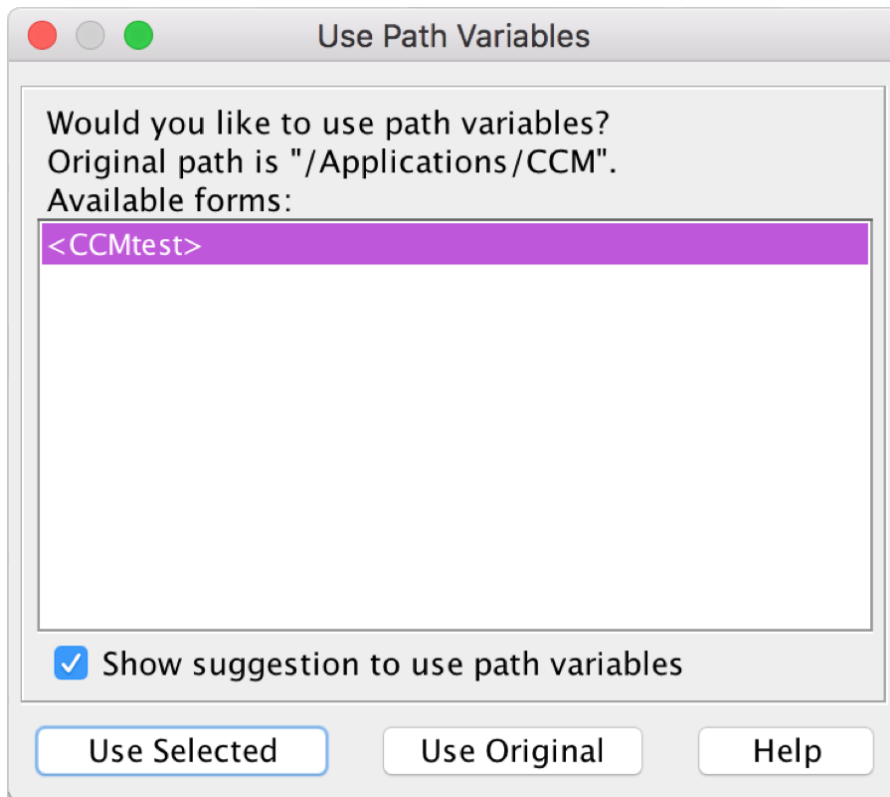 Use Path Variables
Would you like to use path variables?
Original path is "/Applications/CCM".
Available forms:
<CCMtest>
Show suggestion to use path variables
Use Selected
Use Original
Help